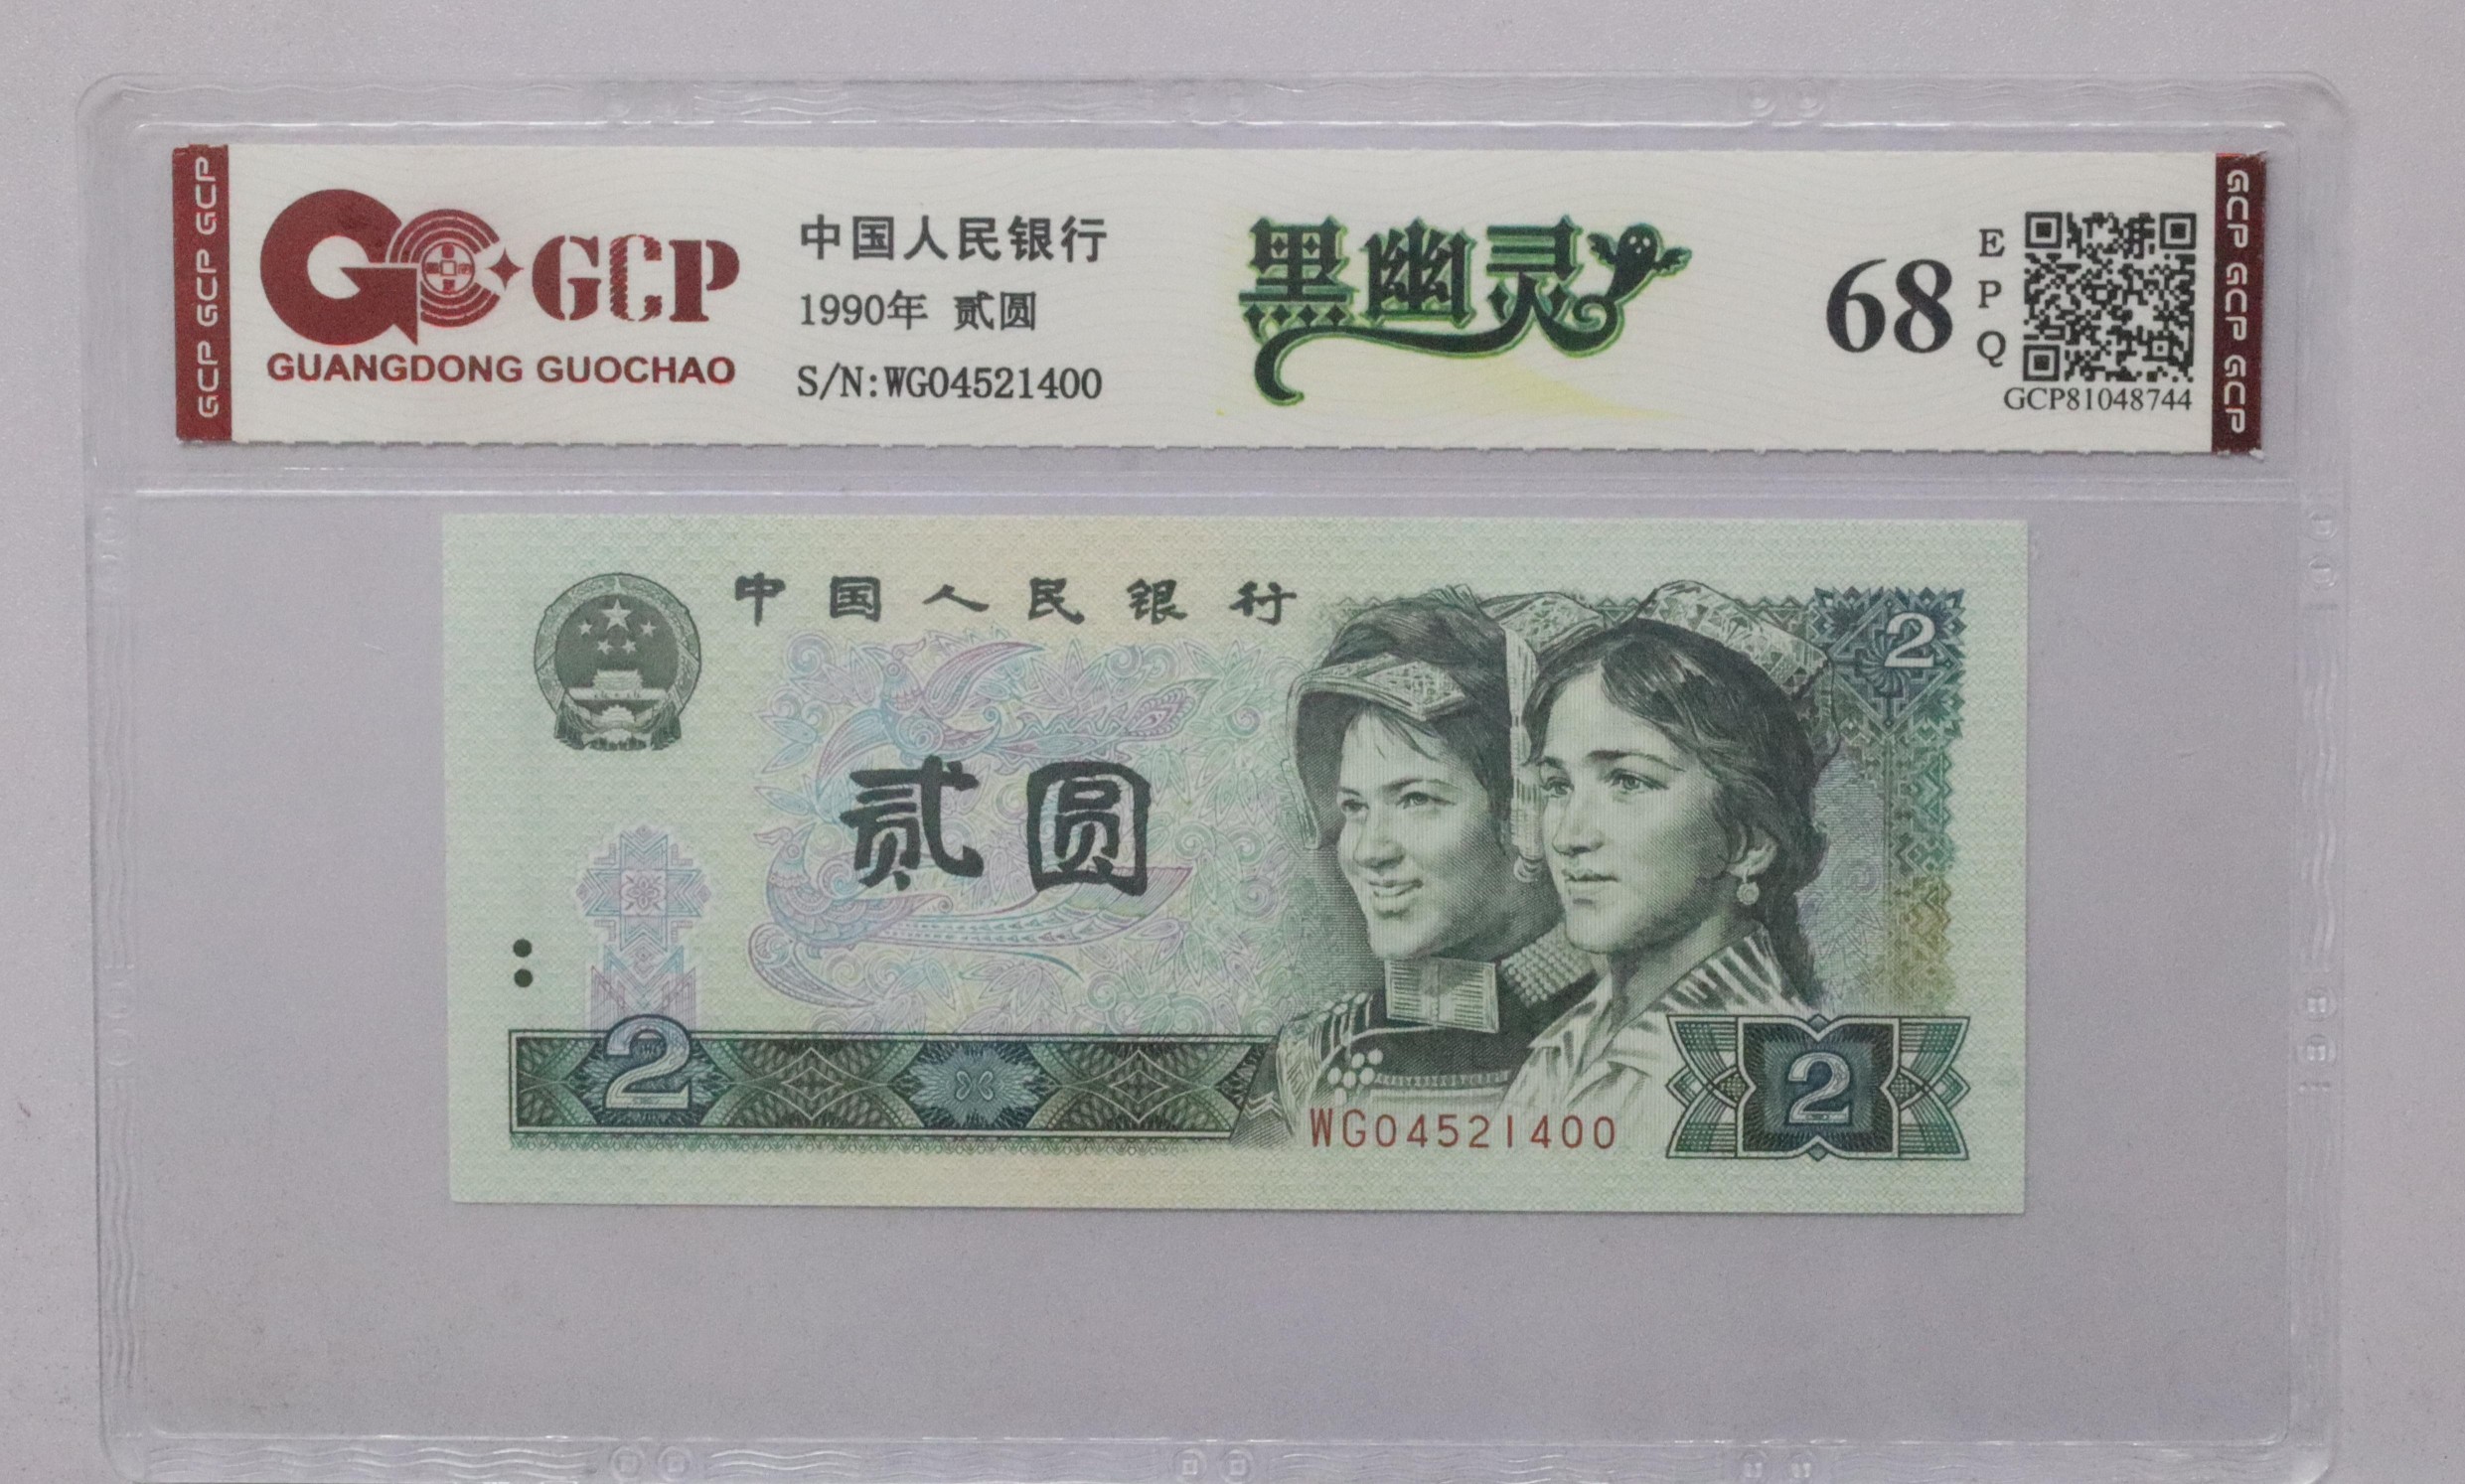 GCP GCP GCP
GCP
GUANGDONG GUOCHAO
中国人民银行
1990年 贰圆
S/N:WG04521400
黑幽灵
68
E
P
Q
GCP81048744
GCP GCP GCP
中国人民银行
2
贰圆
2
2
WG04521400